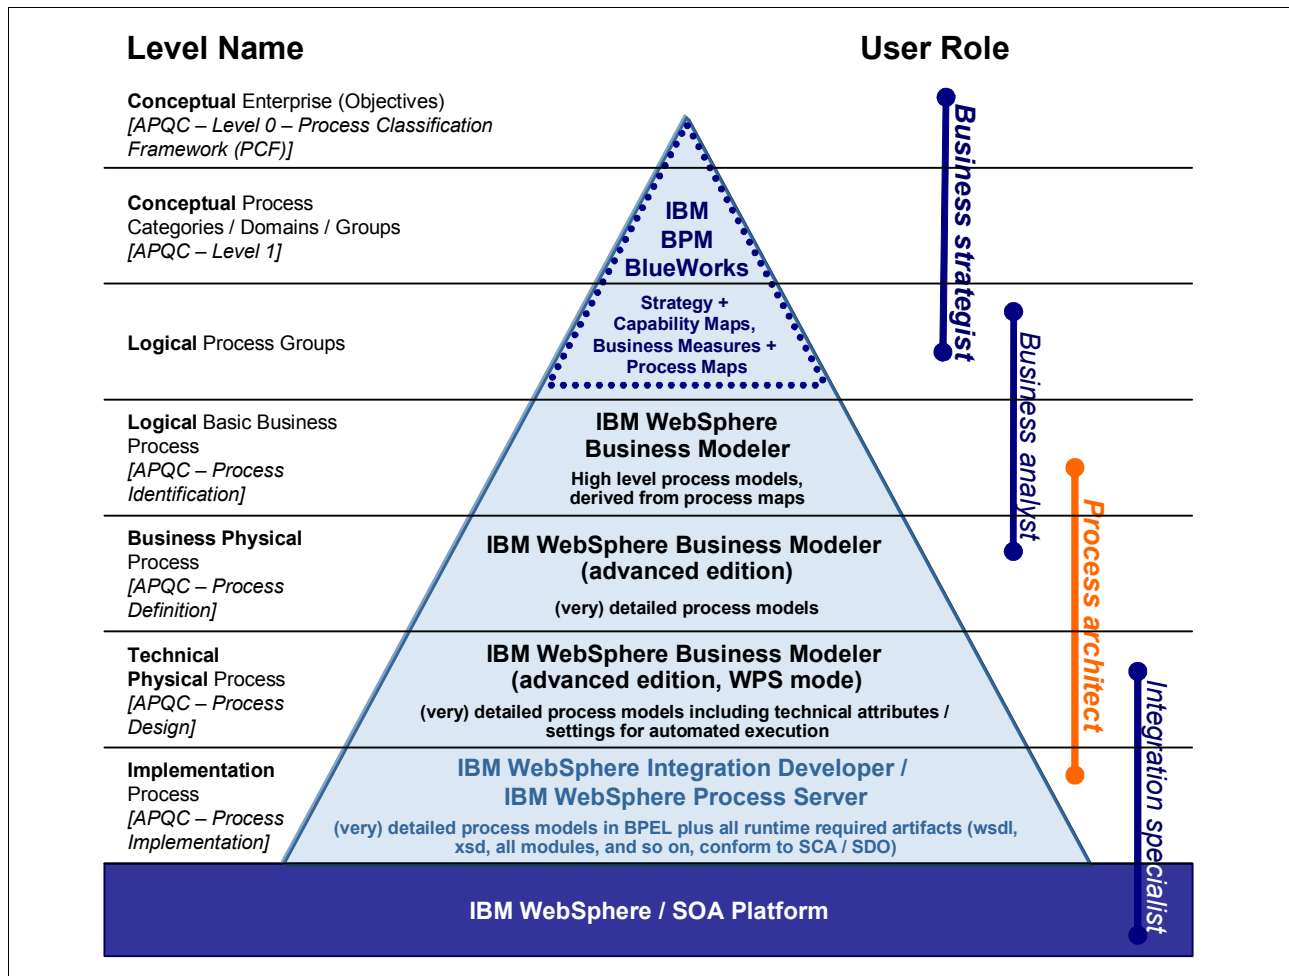 Level Name
User Role
Conceptual Enterprise (Objectives)
[APQC – Level 0 – Process Classification
Framework (PCF)]
Conceptual Process
Categories / Domains / Groups
[APQC – Level 1]
Logical Process Groups
Logical Basic Business
Process
[APQC – Process
Identification]
Business Physical
Process
[APQC – Process
Definition]
Technical
Physical Process
[APQC – Process
Design]
Implementation
Process
[APQC – Process
Implementation]
IBM
BPM
BlueWorks
Strategy +
Capability Maps,
Business Measures +
Process Maps
IBM WebSphere
Business Modeler
High level process models,
derived from process maps
IBM WebSphere Business Modeler
(advanced edition)
(very) detailed process models
IBM WebSphere Business Modeler
(advanced edition, WPS mode)
(very) detailed process models including technical attributes /
settings for automated execution
IBM WebSphere Integration Developer /
IBM WebSphere Process Server
(very) detailed process models in BPEL plus all runtime required artifacts (wsdl,
xsd, all modules, and so on, conform to SCA / SDO)
IBM WebSphere / SOA Platform
Business strategist
Business analyst
Process architect
Integration specialist